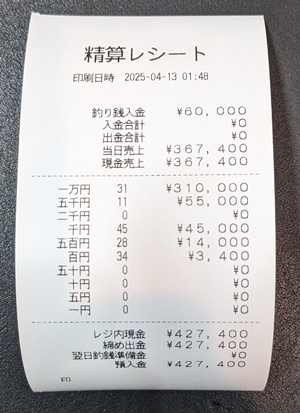 精算レシート
印刷日時 2025-04-13 01:48
釣り銭入金 ¥60,000
入金合計 ¥0
出金合計 ¥0
当日売上 ¥367,400
現金売上 ¥367,400
一万円 31 ¥310,000
五千円 11 ¥55,000
二千円 0 ¥0
千円 45 ¥45,000
五百円 28 ¥14,000
百円 34 ¥3,400
五十円 0 ¥0
十円 0 ¥0
五円 0 ¥0
一円 0 ¥0
レジ内現金 ¥427,400
締め出金 ¥427,400
翌日釣銭準備金 ¥0
預入金 ¥427,400
印